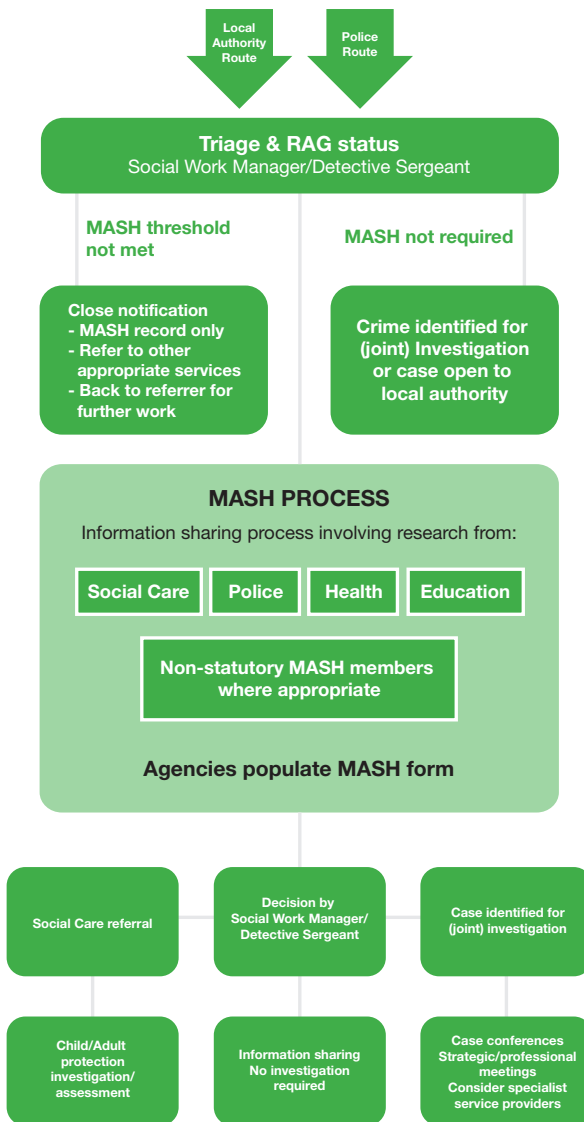 Local
Authority
Route
Police
Route
Triage & RAG status
Social Work Manager/Detective Sergeant
MASH threshold
not met
MASH not required
Close notification
- MASH record only
- Refer to other
appropriate services
- Back to referrer for
further work
Crime identified for
(joint) Investigation
or case open to
local authority
MASH PROCESS
Information sharing process involving research from:
Social Care
Police
Health
Education
Non-statutory MASH members
where appropriate
Agencies populate MASH form
Social Care referral
Decision by
Social Work Manager/
Detective Sergeant
Case identified for
(joint) investigation
Child/Adult
protection
investigation/
assessment
Information sharing
No investigation
required
Case conferences
Strategic/professional
meetings
Consider specialist
service providers